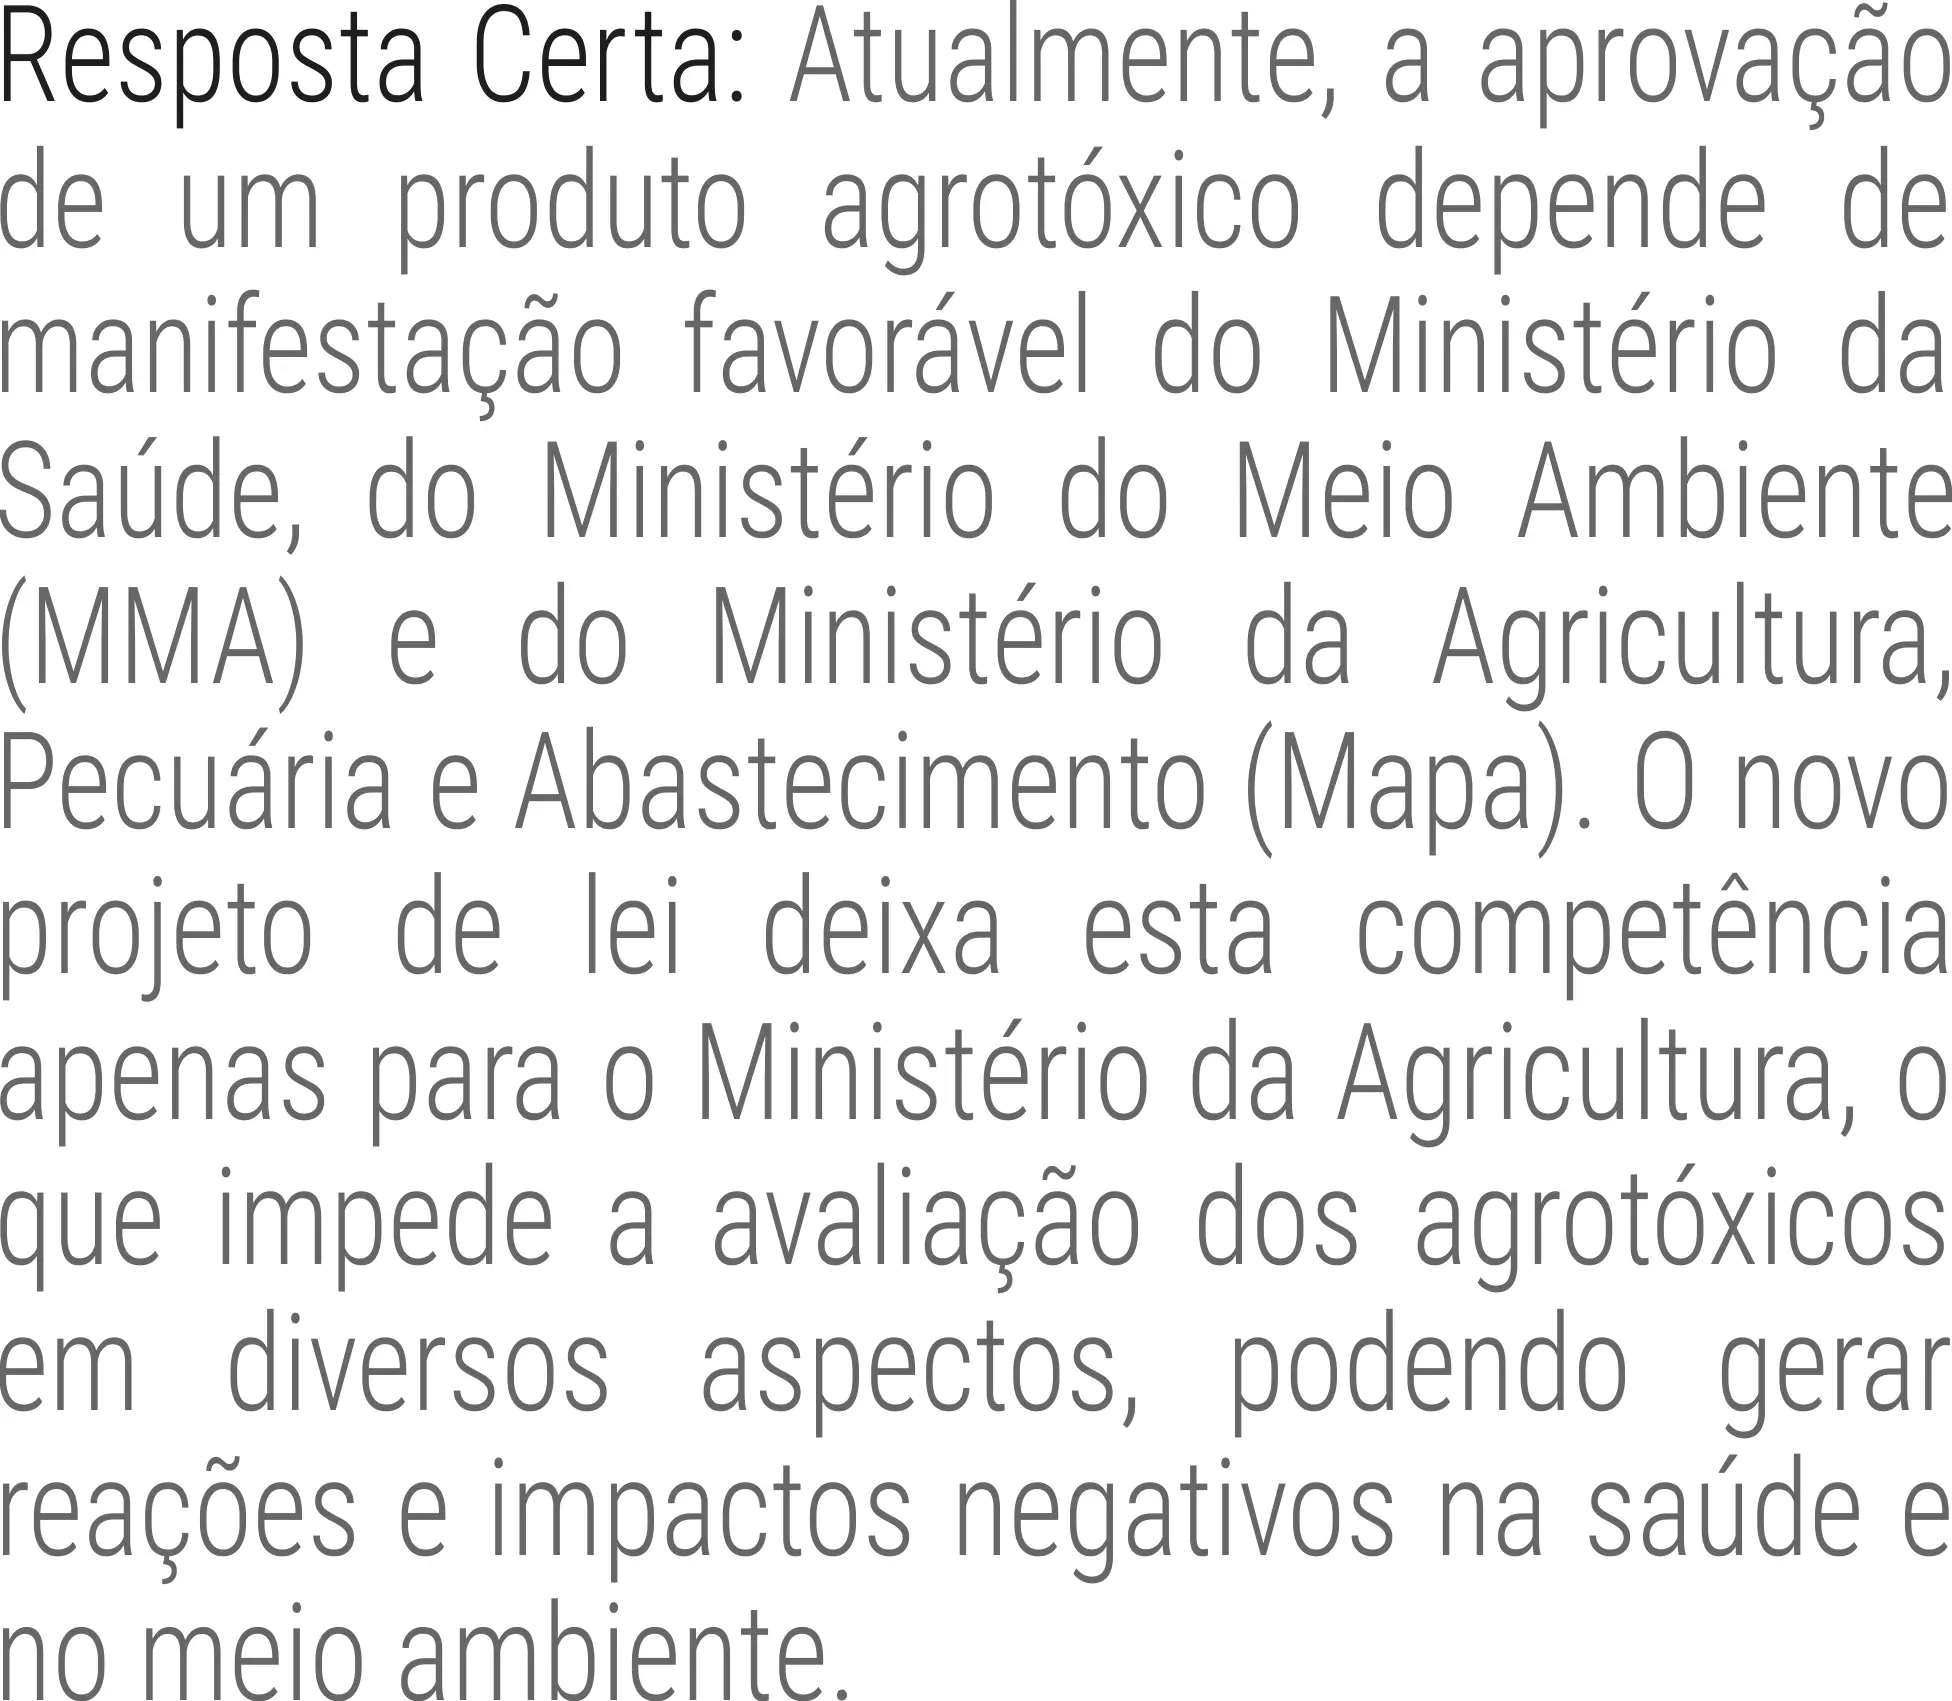 Resposta Certa: Atualmente, a aprovação
de um produto agrotóxico depende de
manifestação favorável do Ministério da
Saúde, do Ministério do Meio Ambiente
(MMA) e do Ministério da Agricultura,
Pecuária e Abastecimento (Mapa). O novo
projeto de lei deixa esta competência
apenas para o Ministério da Agricultura, o
que impede a avaliação dos agrotóxicos
em diversos aspectos, podendo gerar
reações e impactos negativos na saúde e
no meio ambiente.